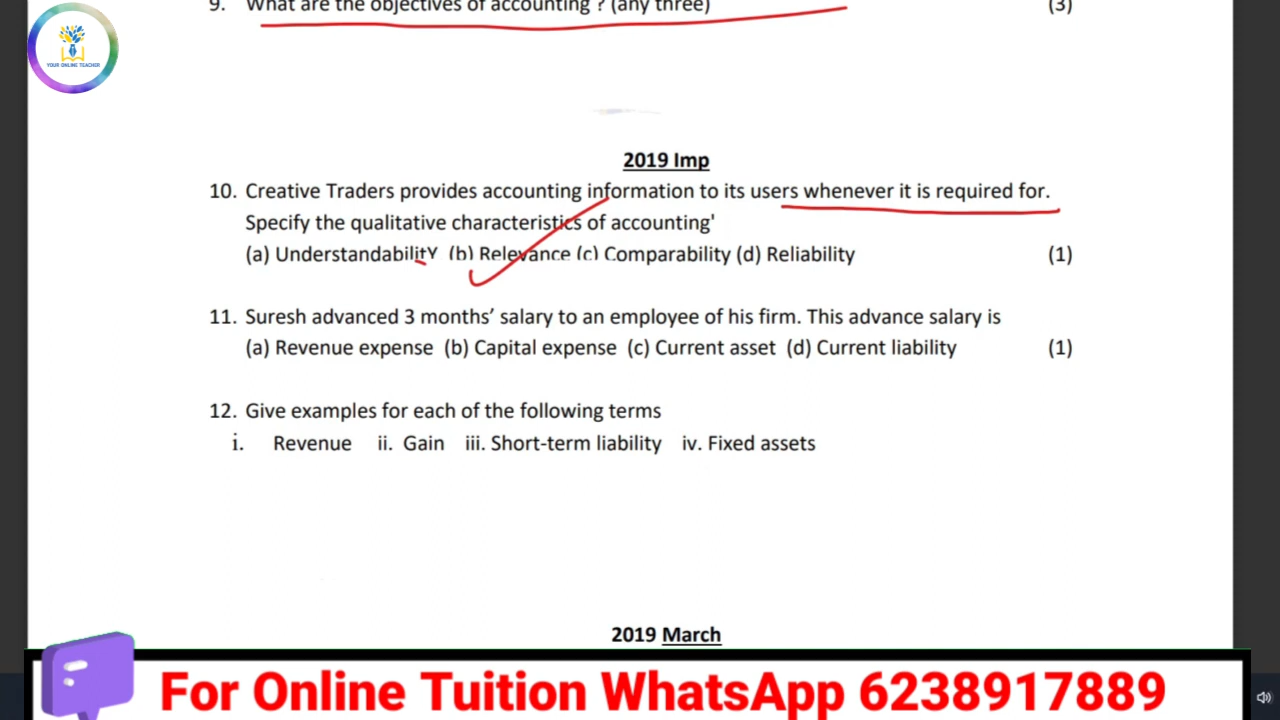 9. What are the objectives of accounting ? (any three) (3)
YOUR ONLINE TEACHER
2019 Imp
10. Creative Traders provides accounting information to its users whenever it is required for.
Specify the qualitative characteristics of accounting'
(a) UnderstandabilitY (b) Relevance (c) Comparability (d) Reliability (1)
11. Suresh advanced 3 months’ salary to an employee of his firm. This advance salary is
(a) Revenue expense (b) Capital expense (c) Current asset (d) Current liability (1)
12. Give examples for each of the following terms
i. Revenue ii. Gain iii. Short-term liability iv. Fixed assets
2019 March
For Online Tuition WhatsApp 6238917889